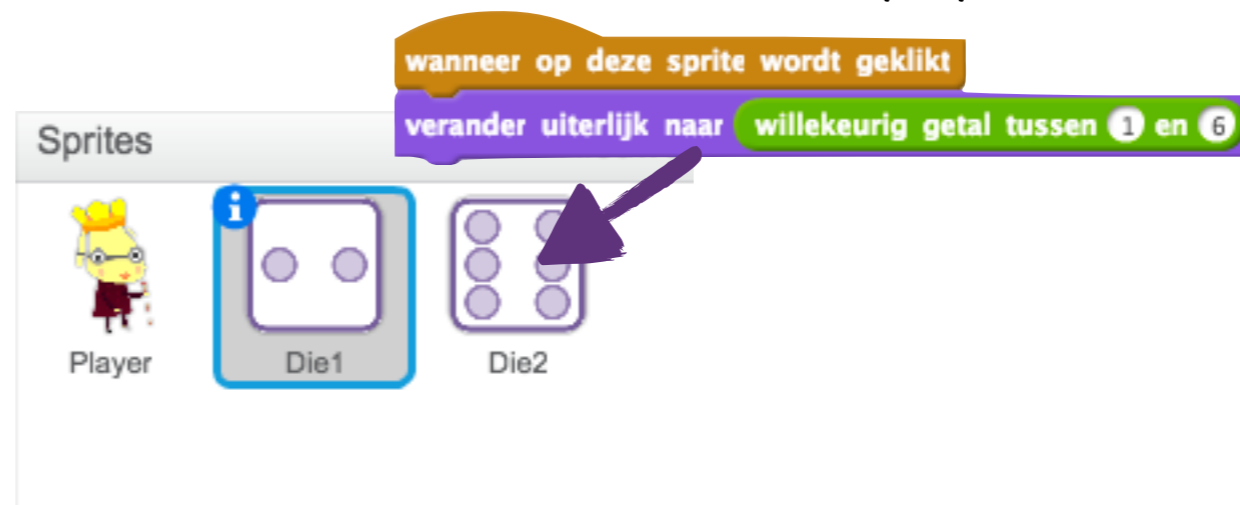 wanneer op deze sprite wordt geklikt
verander uiterlijk naar willekeurig getal tussen 1 en 6
Sprites
i
Player Die1 Die2